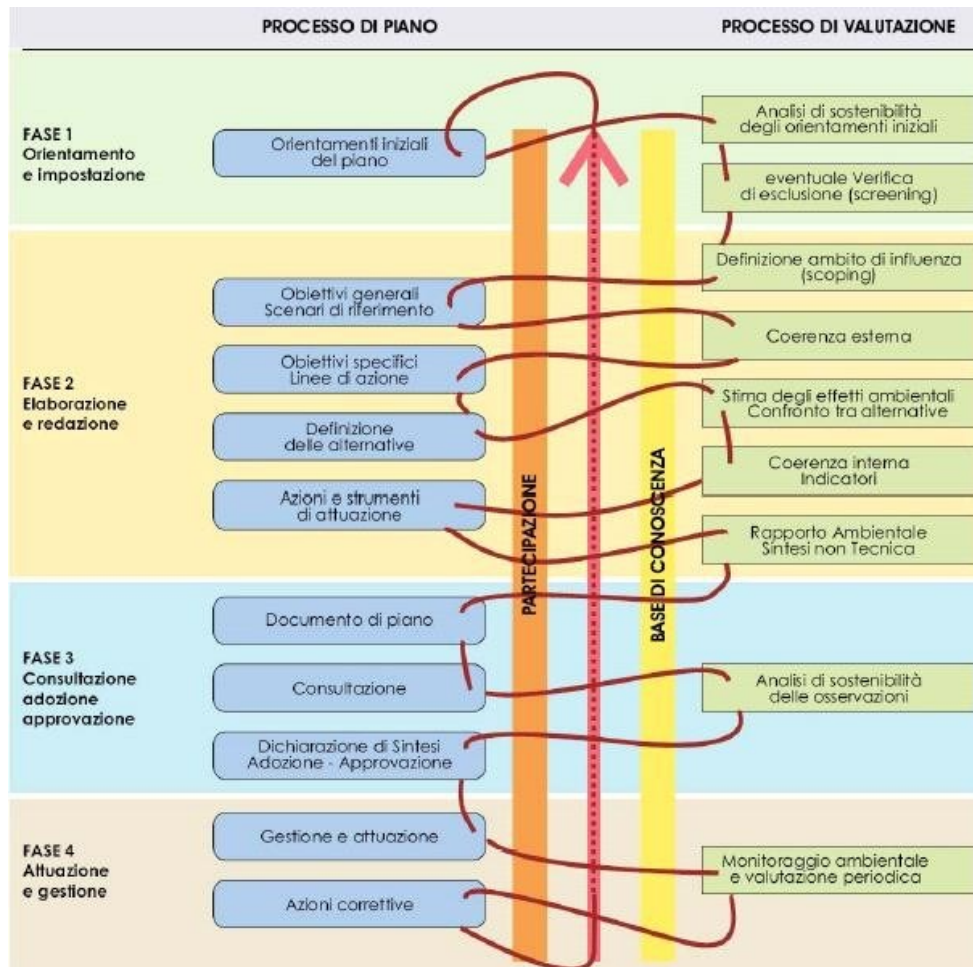 PROCESSO DI PIANO
PROCESSO DI VALUTAZIONE
FASE 1
Orientamento
e impostazione
Orientamenti iniziali
del piano
Analisi di sostenibilità
degli orientamenti iniziali
eventuale Verifica
di esclusione (screening)
FASE 2
Elaborazione
e redazione
Obiettivi generali
Scenari di riferimento
Obiettivi specifici
Linee di azione
Definizione
delle alternative
Azioni e strumenti
di attuazione
Definizione ambito di influenza
(scoping)
Coerenza esterna
Stima degli effetti ambientali
Confronto tra alternative
Coerenza interna
Indicatori
Rapporto Ambientale
Sintesi non Tecnica
PARTECIPAZIONE
BASE DI CONOSCENZA
FASE 3
Consultazione
adozione
approvazione
Documento di piano
Consultazione
Dichiarazione di Sintesi
Adozione - Approvazione
Analisi di sostenibilità
delle osservazioni
FASE 4
Attuazione
e gestione
Gestione e attuazione
Azioni correttive
Monitoraggio ambientale
e valutazione periodica